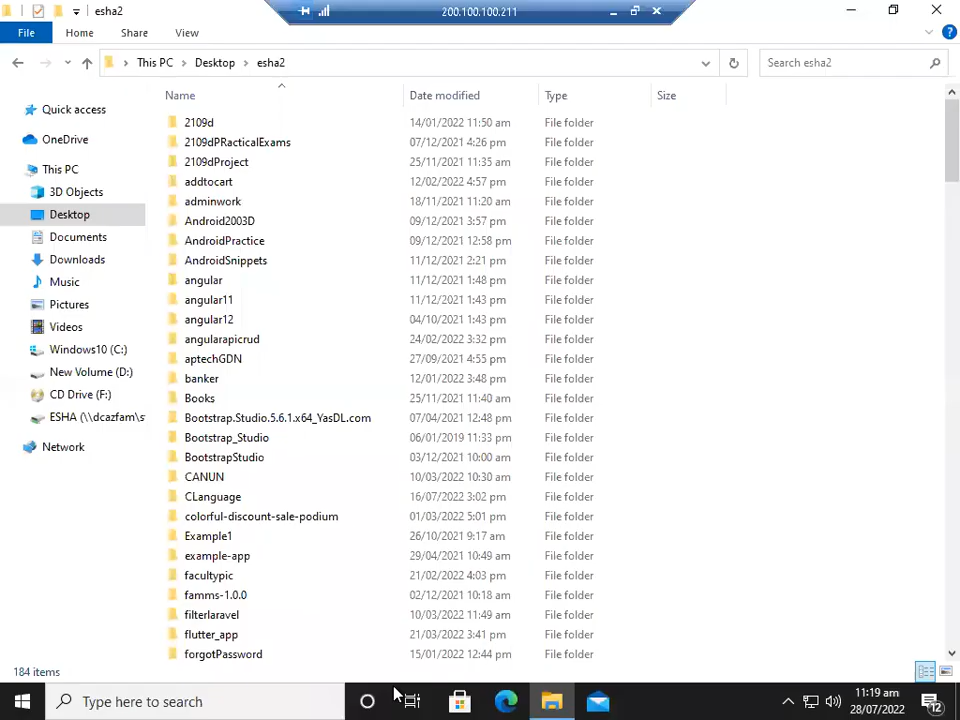 esha2
200.100.100.211
File Home Share View
This PC > Desktop > esha2
Search esha2
Name Date modified Type Size
Quick access
OneDrive
This PC
3D Objects
Desktop
Documents
Downloads
Music
Pictures
Videos
Windows10 (C:)
New Volume (D:)
CD Drive (F:)
ESHA (\\dcazfam\s
Network
2109d 14/01/2022 11:50 am File folder
2109dPRacticalExams 07/12/2021 4:26 pm File folder
2109dProject 25/11/2021 11:35 am File folder
addtocart 12/02/2022 4:57 pm File folder
adminwork 18/11/2021 11:20 am File folder
Android2003D 09/12/2021 3:57 pm File folder
AndroidPractice 09/12/2021 12:58 pm File folder
AndroidSnippets 11/12/2021 2:21 pm File folder
angular 11/12/2021 1:48 pm File folder
angular11 11/12/2021 1:43 pm File folder
angular12 04/10/2021 1:43 pm File folder
angularapicrud 24/02/2022 3:32 pm File folder
aptechGDN 27/09/2021 4:55 pm File folder
banker 12/01/2022 3:48 pm File folder
Books 25/11/2021 11:40 am File folder
Bootstrap.Studio.5.6.1.x64_YasDL.com 07/04/2021 12:48 pm File folder
Bootstrap_Studio 06/01/2019 11:33 pm File folder
BootstrapStudio 03/12/2021 10:00 am File folder
CANUN 10/03/2022 10:30 am File folder
CLanguage 16/07/2022 3:02 pm File folder
colorful-discount-sale-podium 01/03/2022 5:01 pm File folder
Example1 26/10/2021 9:17 am File folder
example-app 29/04/2021 10:49 am File folder
facultypic 21/02/2022 4:03 pm File folder
famms-1.0.0 02/12/2021 10:18 am File folder
filterlaravel 10/03/2022 11:49 am File folder
flutter_app 21/03/2022 3:41 pm File folder
forgotPassword 15/01/2022 12:44 pm File folder
184 items
Type here to search
11:19 am
28/07/2022
12